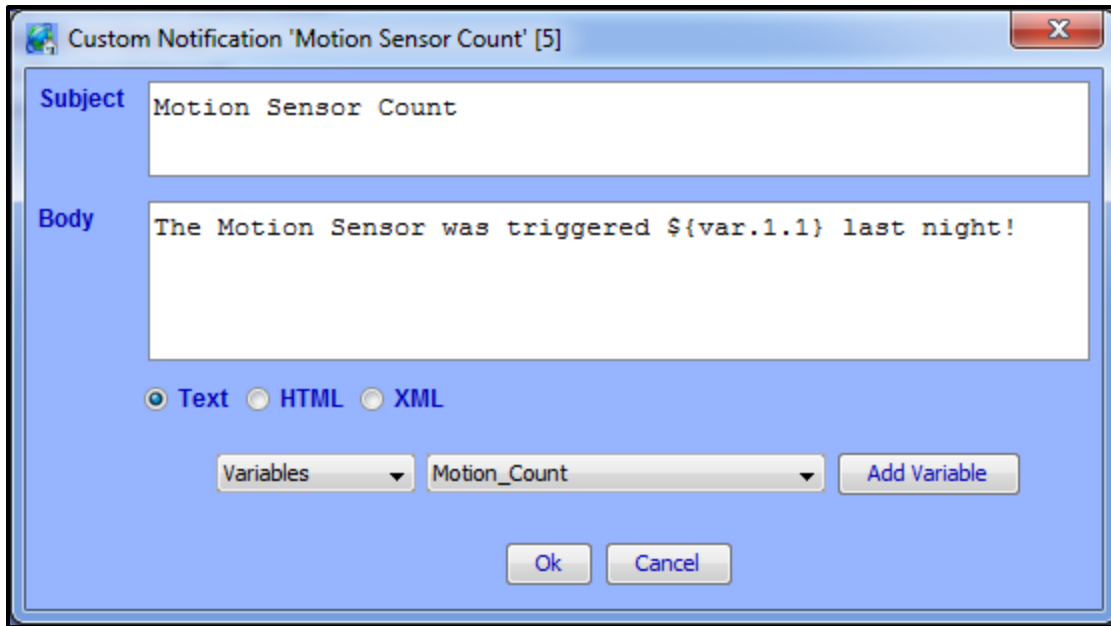 Custom Notification 'Motion Sensor Count' [5]
Subject
Motion Sensor Count
Body
The Motion Sensor was triggered ${var.1.1} last night!
Text HTML XML
Variables Motion_Count Add Variable
Ok Cancel